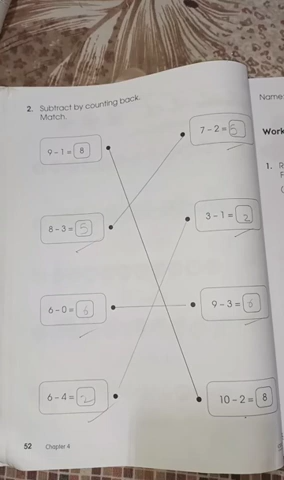 2. Subtract by counting back.
Match.
9 – 1 = 8
7 – 2 = 5
8 – 3 = 5
3 – 1 = 2
6 – 0 = 6
9 – 3 = 6
6 – 4 = 2
10 – 2 = 8
52 Chapter 4
Name:
Work
1.